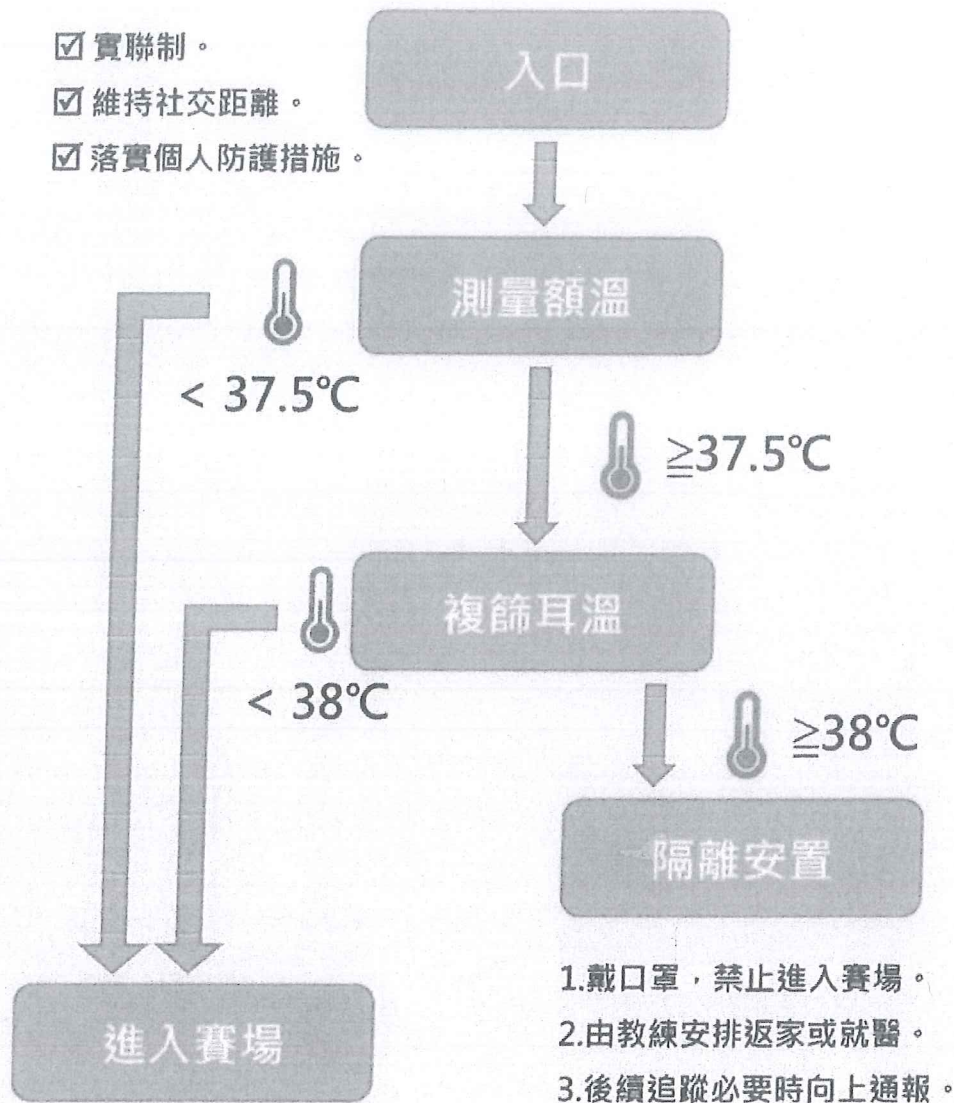 ☑ 實聯制。
☑ 維持社交距離。
☑ 落實個人防護措施。
入口
測量額溫
< 37.5℃
≧37.5℃
複篩耳溫
< 38℃
≧38℃
隔離安置
進入賽場
1.戴口罩，禁止進入賽場。
2.由教練安排返家或就醫。
3.後續追蹤必要時向上通報。